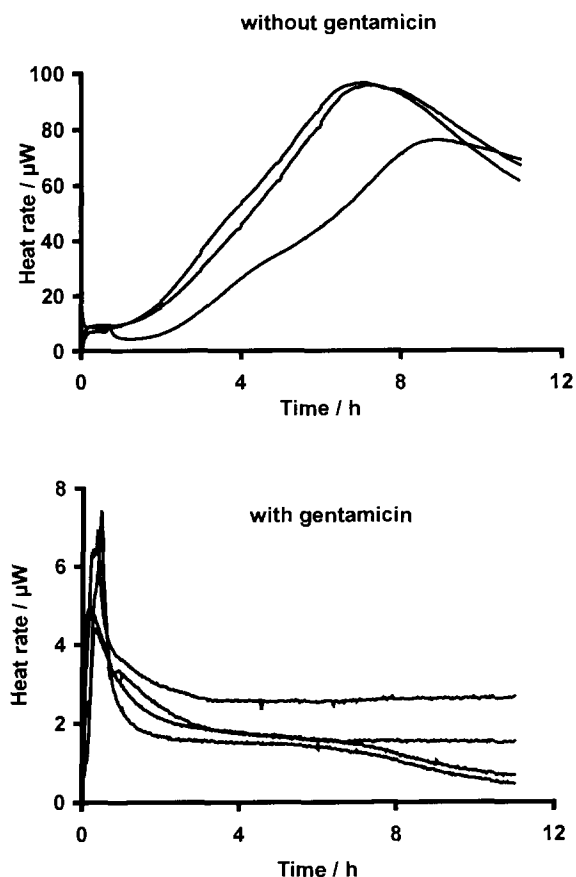 without gentamicin
100
80
60
40
20
0
Heat rate / µW
0 4 8 12
Time / h
with gentamicin
8
6
4
2
0
Heat rate / µW
0 4 8 12
Time / h